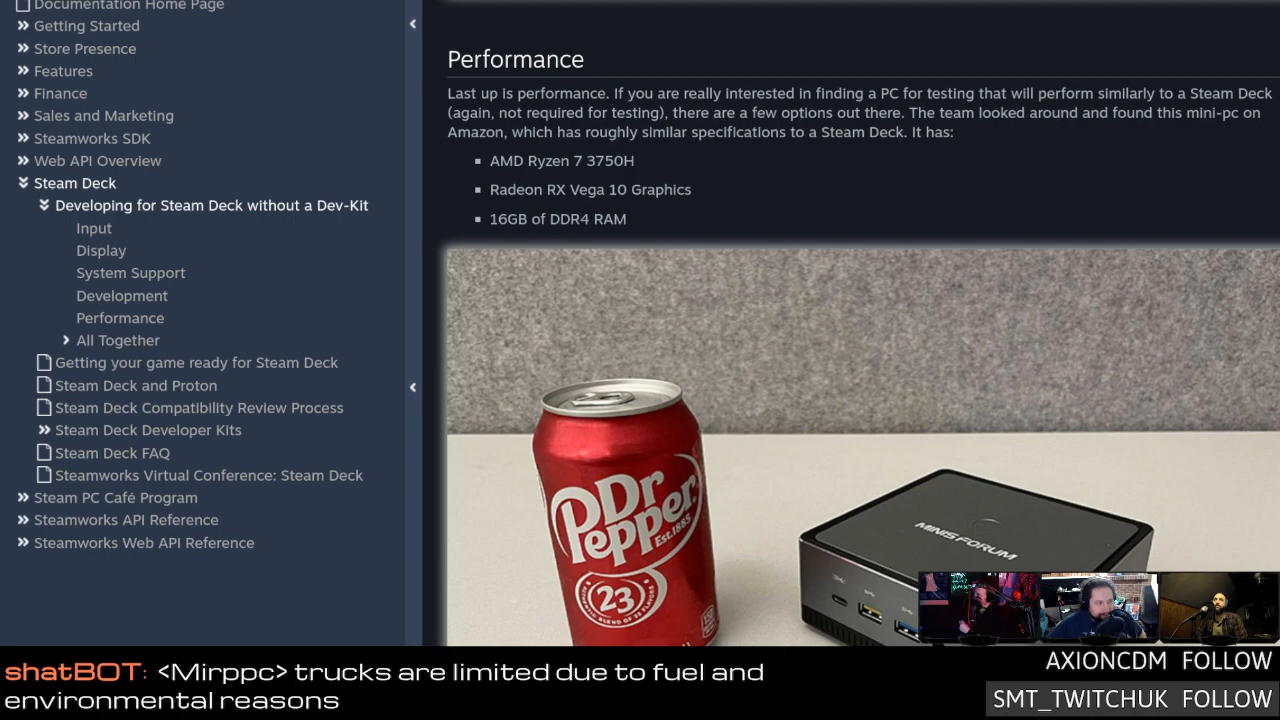 Documentation Home Page
Getting Started
Store Presence
Features
Finance
Sales and Marketing
Steamworks SDK
Web API Overview
Steam Deck
Developing for Steam Deck without a Dev-Kit
Input
Display
System Support
Development
Performance
All Together
Getting your game ready for Steam Deck
Steam Deck and Proton
Steam Deck Compatibility Review Process
Steam Deck Developer Kits
Steam Deck FAQ
Steamworks Virtual Conference: Steam Deck
Steam PC Café Program
Steamworks API Reference
Steamworks Web API Reference
Performance
Last up is performance. If you are really interested in finding a PC for testing that will perform similarly to a Steam Deck
(again, not required for testing), there are a few options out there. The team looked around and found this mini-pc on
Amazon, which has roughly similar specifications to a Steam Deck. It has:
AMD Ryzen 7 3750H
Radeon RX Vega 10 Graphics
16GB of DDR4 RAM
Dr
Pepper
Est.1885
23
AUTHENTIC BLEND OF 23 FLAVORS
MINISFORUM
shatBOT: <Mirppc> trucks are limited due to fuel and
environmental reasons
AXIONCDM FOLLOW
SMT_TWITCHUK FOLLOW